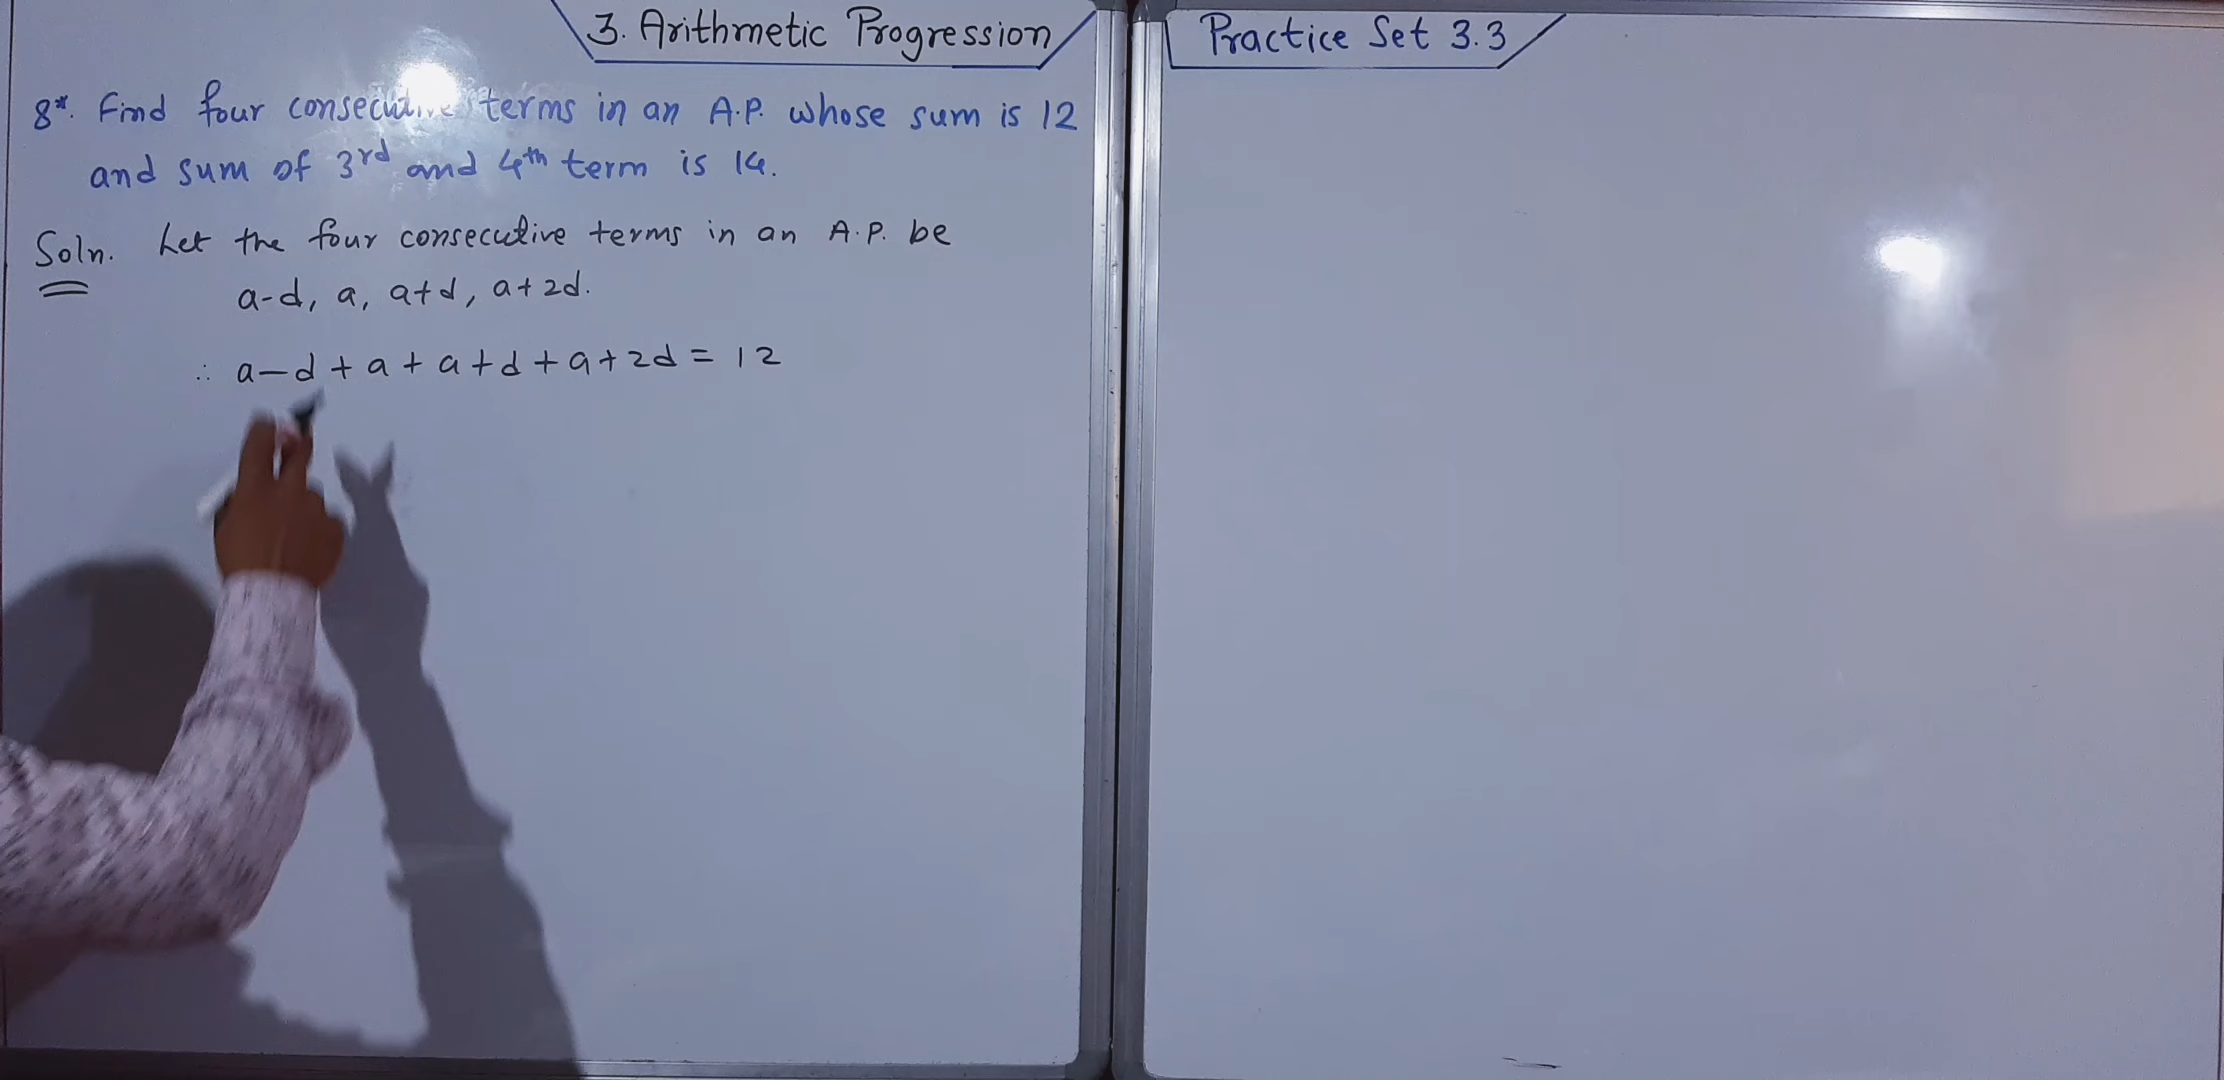 3. Arithmetic Progression
Practice Set 3.3
8*. Find four consecutive terms in an A.P. whose sum is 12
and sum of 3rd and 4th term is 14.
Soln. Let the four consecutive terms in an A.P. be
a-d, a, a+d, a+2d.
∴ a-d+a+a+d+a+2d = 12